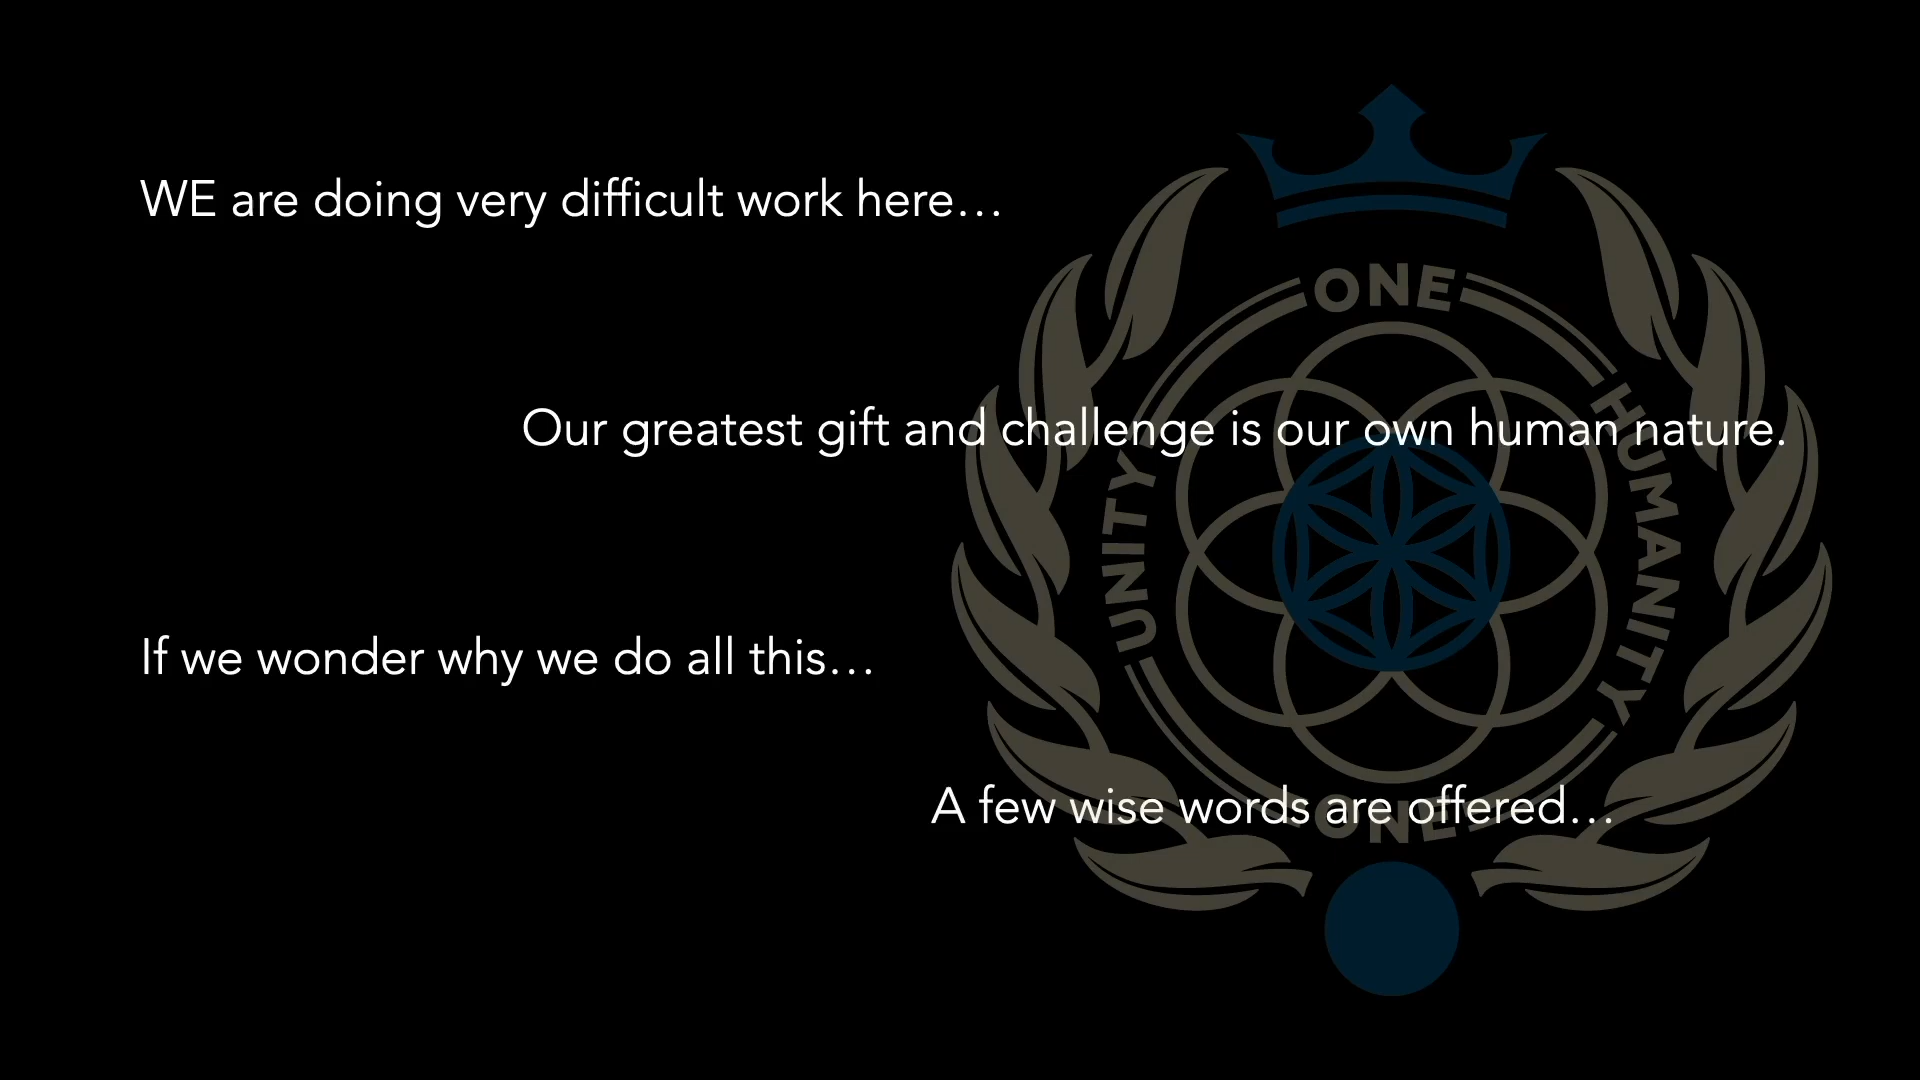 WE are doing very difficult work here…
ONE
Our greatest gift and challenge is our own human nature.
HUMANITY
UNITY
If we wonder why we do all this…
A few wise words are offered…
ONE